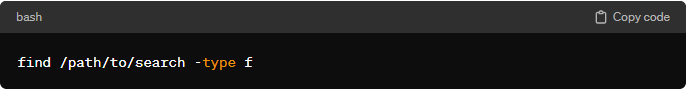 bash
Copy code
find /path/to/search -type f